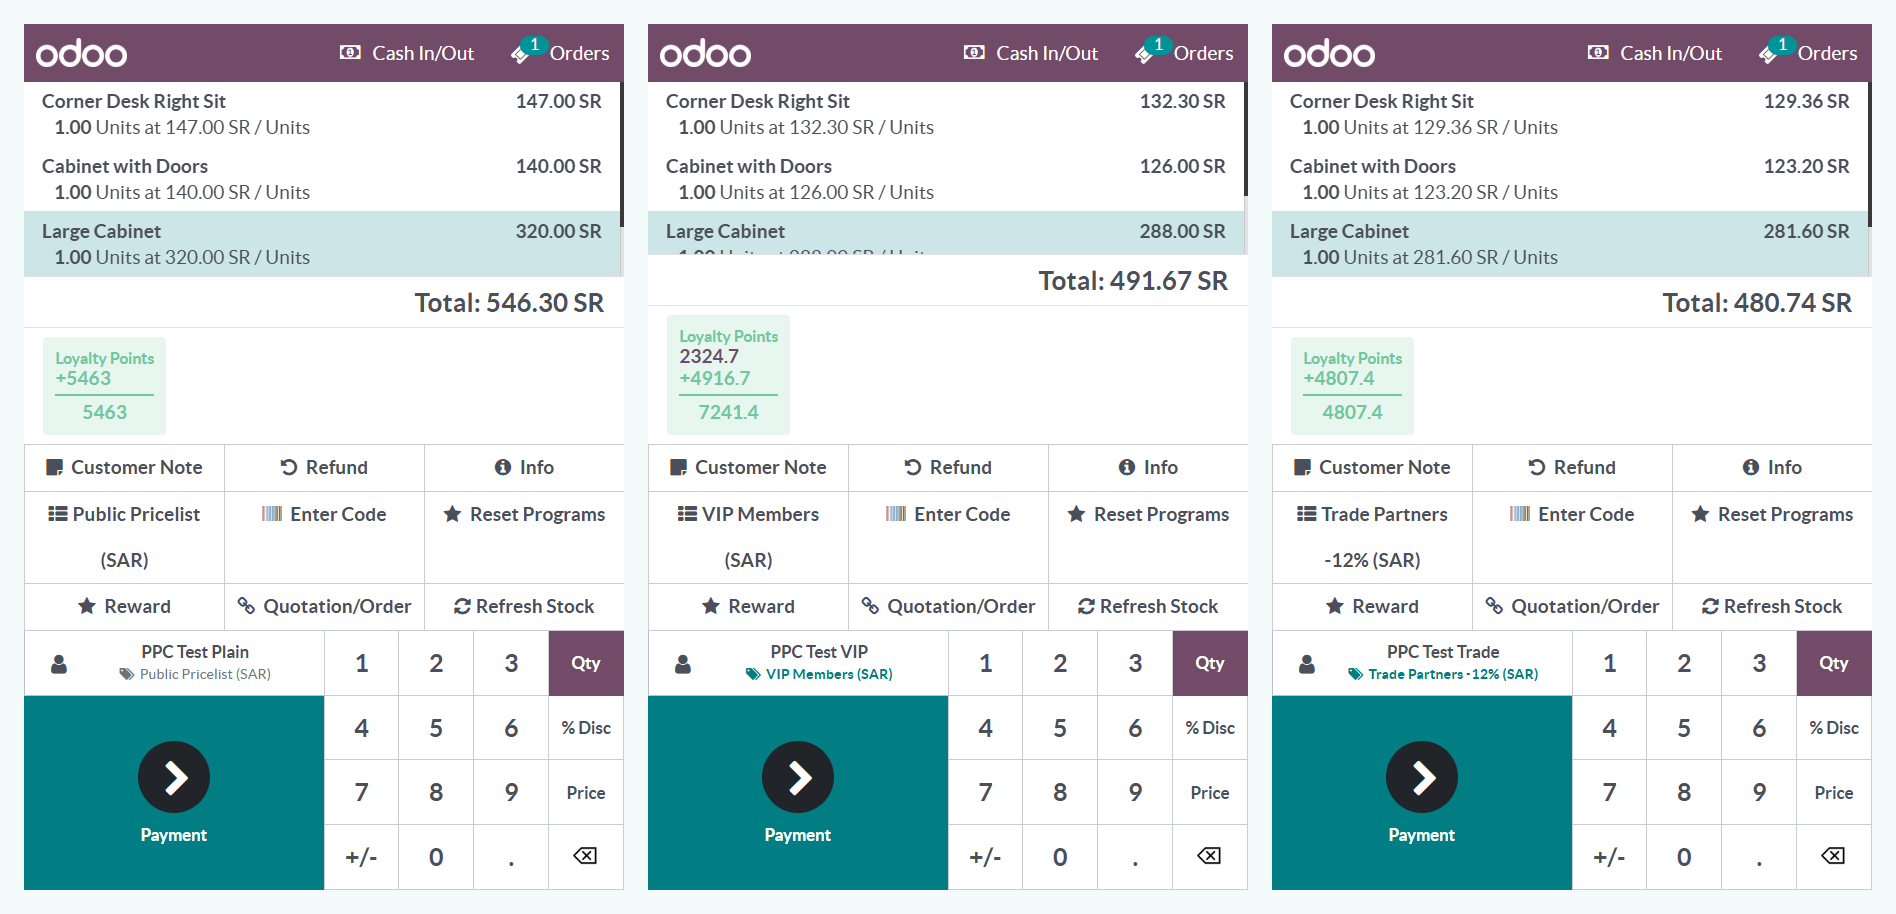 odoo Cash In/Out 1 Orders
Corner Desk Right Sit 147.00 SR
1.00 Units at 147.00 SR / Units
Cabinet with Doors 140.00 SR
1.00 Units at 140.00 SR / Units
Large Cabinet 320.00 SR
1.00 Units at 320.00 SR / Units
Total: 546.30 SR
Loyalty Points
+5463
5463
Customer Note Refund Info
Public Pricelist Enter Code Reset Programs
(SAR)
Reward Quotation/Order Refresh Stock
PPC Test Plain
Public Pricelist (SAR)
1 2 3 Qty
4 5 6 % Disc
7 8 9 Price
+/- 0 .
Payment
odoo Cash In/Out 1 Orders
Corner Desk Right Sit 132.30 SR
1.00 Units at 132.30 SR / Units
Cabinet with Doors 126.00 SR
1.00 Units at 126.00 SR / Units
Large Cabinet 288.00 SR
1.00 Units at 288.00 SR / Units
Total: 491.67 SR
Loyalty Points
2324.7
+4916.7
7241.4
Customer Note Refund Info
VIP Members Enter Code Reset Programs
(SAR)
Reward Quotation/Order Refresh Stock
PPC Test VIP
VIP Members (SAR)
1 2 3 Qty
4 5 6 % Disc
7 8 9 Price
+/- 0 .
Payment
odoo Cash In/Out 1 Orders
Corner Desk Right Sit 129.36 SR
1.00 Units at 129.36 SR / Units
Cabinet with Doors 123.20 SR
1.00 Units at 123.20 SR / Units
Large Cabinet 281.60 SR
1.00 Units at 281.60 SR / Units
Total: 480.74 SR
Loyalty Points
+4807.4
4807.4
Customer Note Refund Info
Trade Partners Enter Code Reset Programs
-12% (SAR)
Reward Quotation/Order Refresh Stock
PPC Test Trade
Trade Partners -12% (SAR)
1 2 3 Qty
4 5 6 % Disc
7 8 9 Price
+/- 0 .
Payment